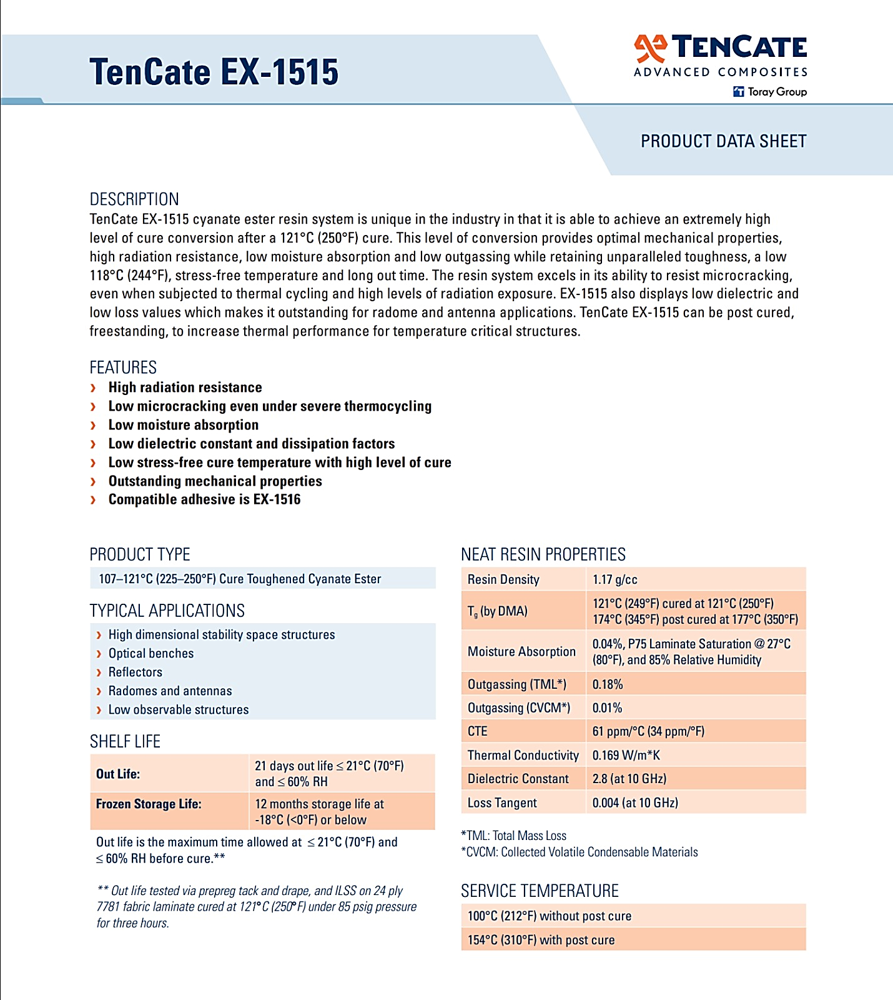 TenCate EX-1515
TENCATE
ADVANCED COMPOSITES
Toray Group
PRODUCT DATA SHEET
DESCRIPTION
TenCate EX-1515 cyanate ester resin system is unique in the industry in that it is able to achieve an extremely high
level of cure conversion after a 121°C (250°F) cure. This level of conversion provides optimal mechanical properties,
high radiation resistance, low moisture absorption and low outgassing while retaining unparalleled toughness, a low
118°C (244°F), stress-free temperature and long out time. The resin system excels in its ability to resist microcracking,
even when subjected to thermal cycling and high levels of radiation exposure. EX-1515 also displays low dielectric and
low loss values which makes it outstanding for radome and antenna applications. TenCate EX-1515 can be post cured,
freestanding, to increase thermal performance for temperature critical structures.
FEATURES
› High radiation resistance
› Low microcracking even under severe thermocycling
› Low moisture absorption
› Low dielectric constant and dissipation factors
› Low stress-free cure temperature with high level of cure
› Outstanding mechanical properties
› Compatible adhesive is EX-1516
PRODUCT TYPE
107–121°C (225–250°F) Cure Toughened Cyanate Ester
TYPICAL APPLICATIONS
› High dimensional stability space structures
› Optical benches
› Reflectors
› Radomes and antennas
› Low observable structures
SHELF LIFE
Out Life: 21 days out life ≤ 21°C (70°F)
and ≤ 60% RH
Frozen Storage Life: 12 months storage life at
-18°C (<0°F) or below
Out life is the maximum time allowed at ≤ 21°C (70°F) and
≤ 60% RH before cure.**
** Out life tested via prepreg tack and drape, and ILSS on 24 ply
7781 fabric laminate cured at 121°C (250°F) under 85 psig pressure
for three hours.
NEAT RESIN PROPERTIES
Resin Density 1.17 g/cc
Tg (by DMA) 121°C (249°F) cured at 121°C (250°F)
174°C (345°F) post cured at 177°C (350°F)
Moisture Absorption 0.04%, P75 Laminate Saturation @ 27°C
(80°F), and 85% Relative Humidity
Outgassing (TML*) 0.18%
Outgassing (CVCM*) 0.01%
CTE 61 ppm/°C (34 ppm/°F)
Thermal Conductivity 0.169 W/m*K
Dielectric Constant 2.8 (at 10 GHz)
Loss Tangent 0.004 (at 10 GHz)
*TML: Total Mass Loss
*CVCM: Collected Volatile Condensable Materials
SERVICE TEMPERATURE
100°C (212°F) without post cure
154°C (310°F) with post cure